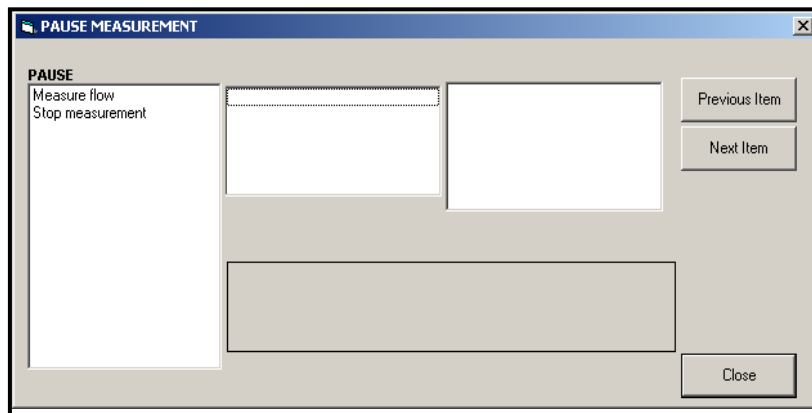 PAUSE MEASUREMENT
PAUSE
Measure flow
Stop measurement
Previous Item
Next Item
Close